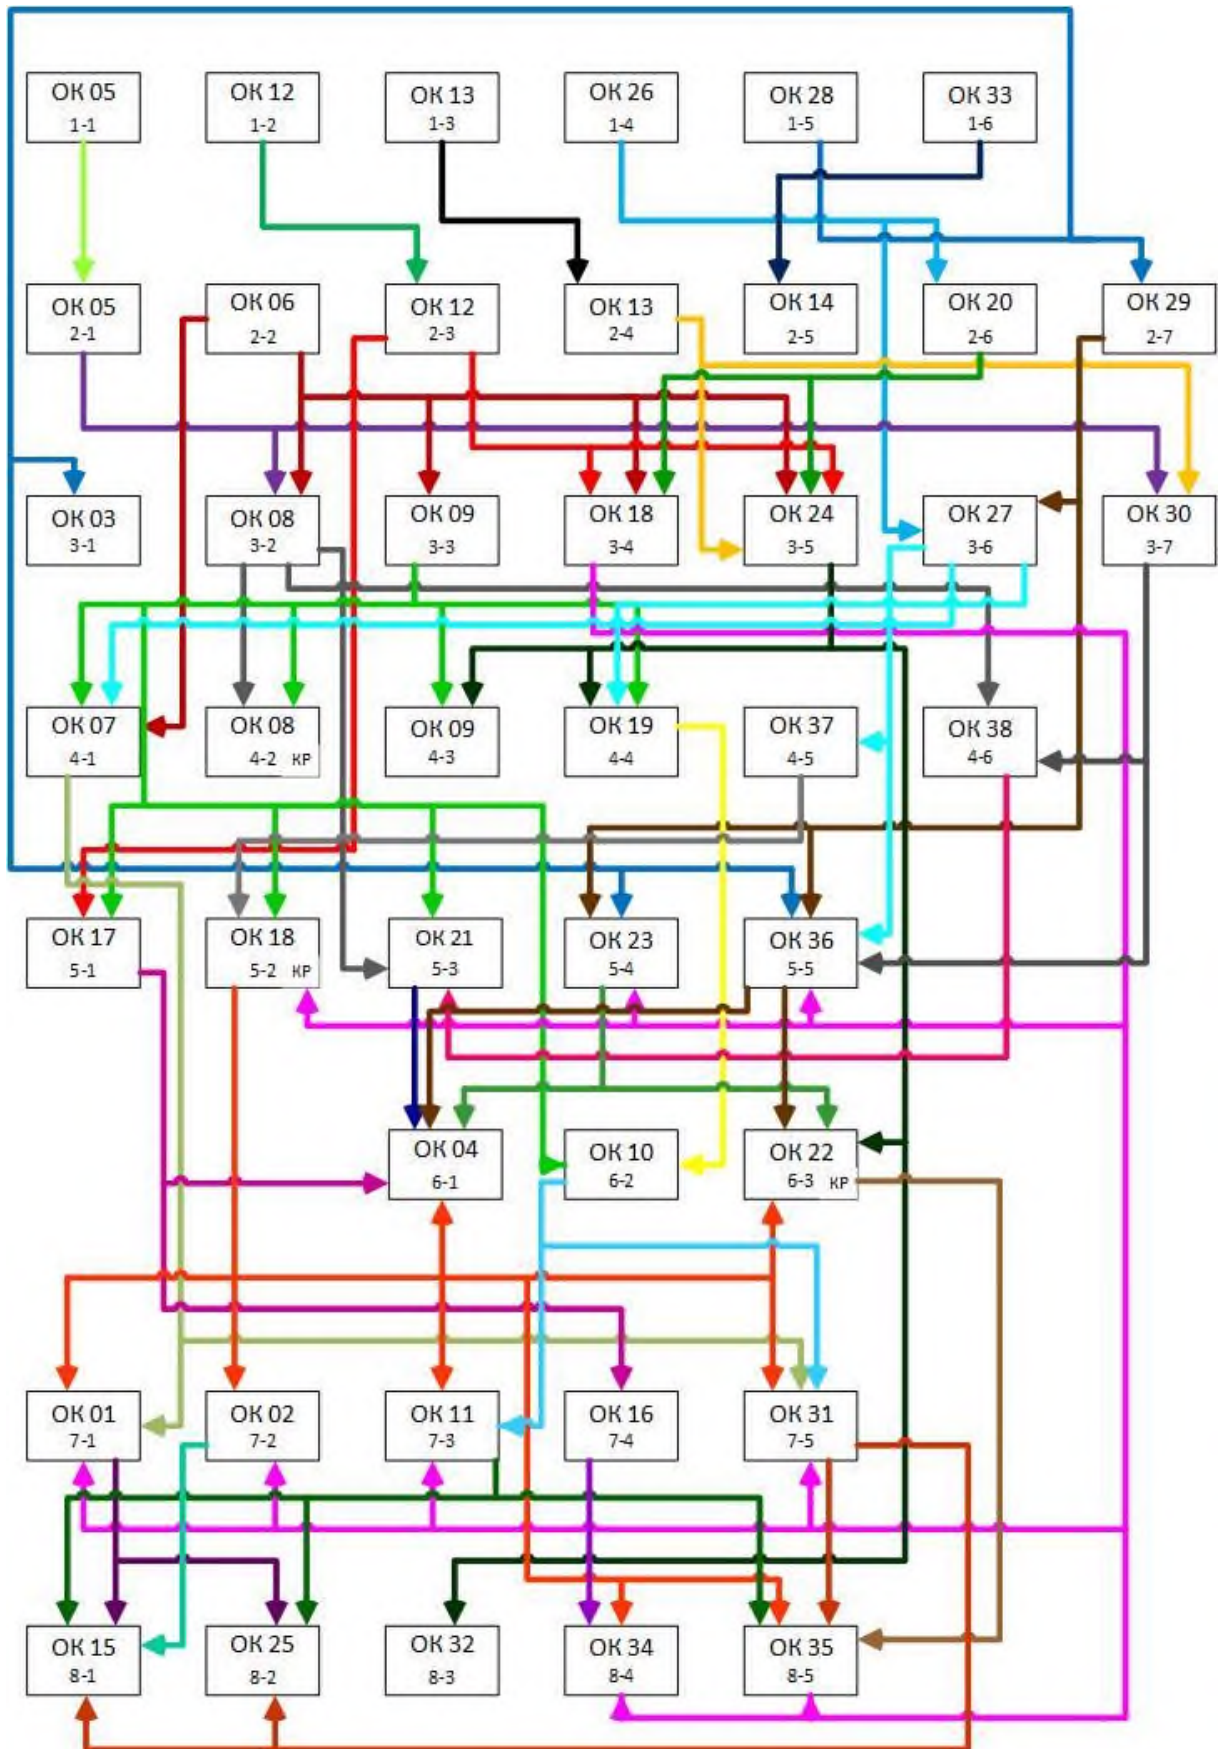 ОК 05
1-1
ОК 12
1-2
ОК 13
1-3
ОК 26
1-4
ОК 28
1-5
ОК 33
1-6
ОК 05
2-1
ОК 06
2-2
ОК 12
2-3
ОК 13
2-4
ОК 14
2-5
ОК 20
2-6
ОК 29
2-7
ОК 03
3-1
ОК 08
3-2
ОК 09
3-3
ОК 18
3-4
ОК 24
3-5
ОК 27
3-6
ОК 30
3-7
ОК 07
4-1
ОК 08
4-2 КР
ОК 09
4-3
ОК 19
4-4
ОК 37
4-5
ОК 38
4-6
ОК 17
5-1
ОК 18
5-2 КР
ОК 21
5-3
ОК 23
5-4
ОК 36
5-5
ОК 04
6-1
ОК 10
6-2
ОК 22
6-3 КР
ОК 01
7-1
ОК 02
7-2
ОК 11
7-3
ОК 16
7-4
ОК 31
7-5
ОК 15
8-1
ОК 25
8-2
ОК 32
8-3
ОК 34
8-4
ОК 35
8-5